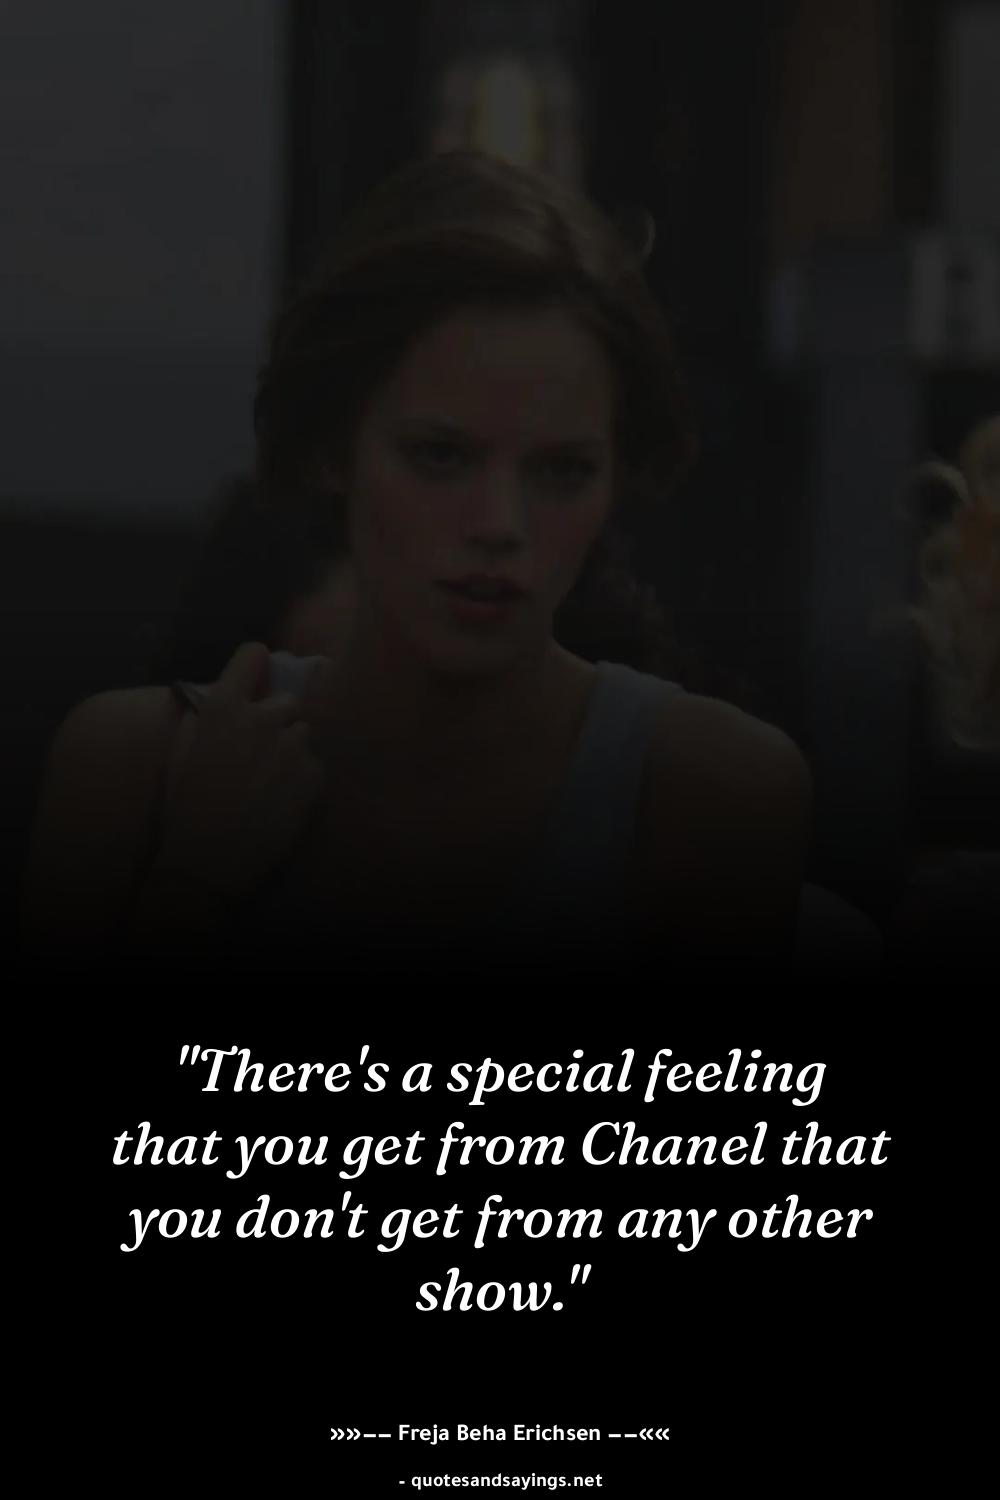 "There's a special feeling
that you get from Chanel that
you don't get from any other
show."
»»−− Freja Beha Erichsen −−««
- quotesandsayings.net